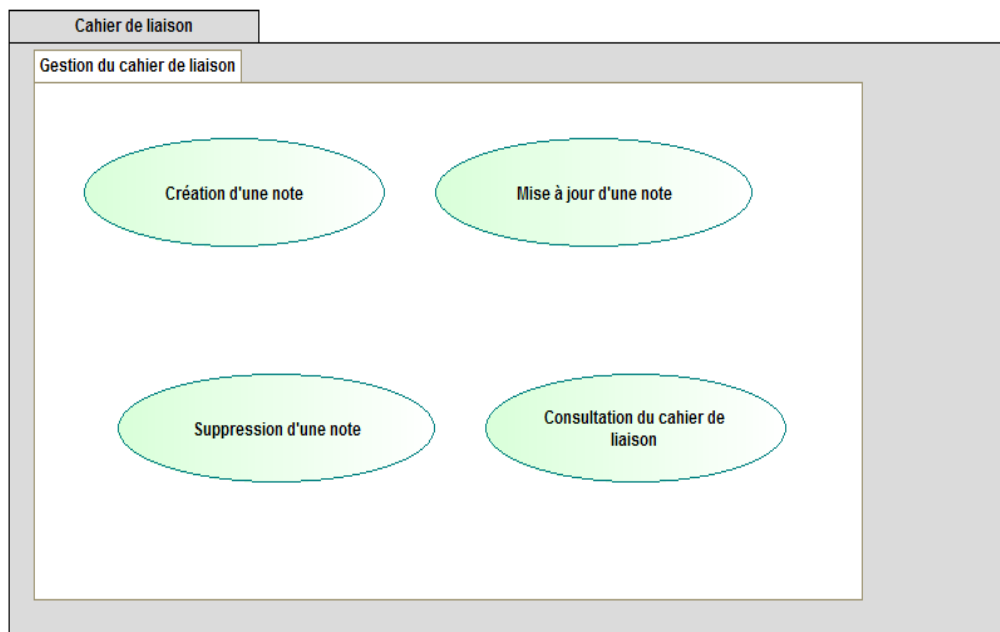 Cahier de liaison
Gestion du cahier de liaison
Création d'une note
Mise à jour d'une note
Suppression d'une note
Consultation du cahier de
liaison